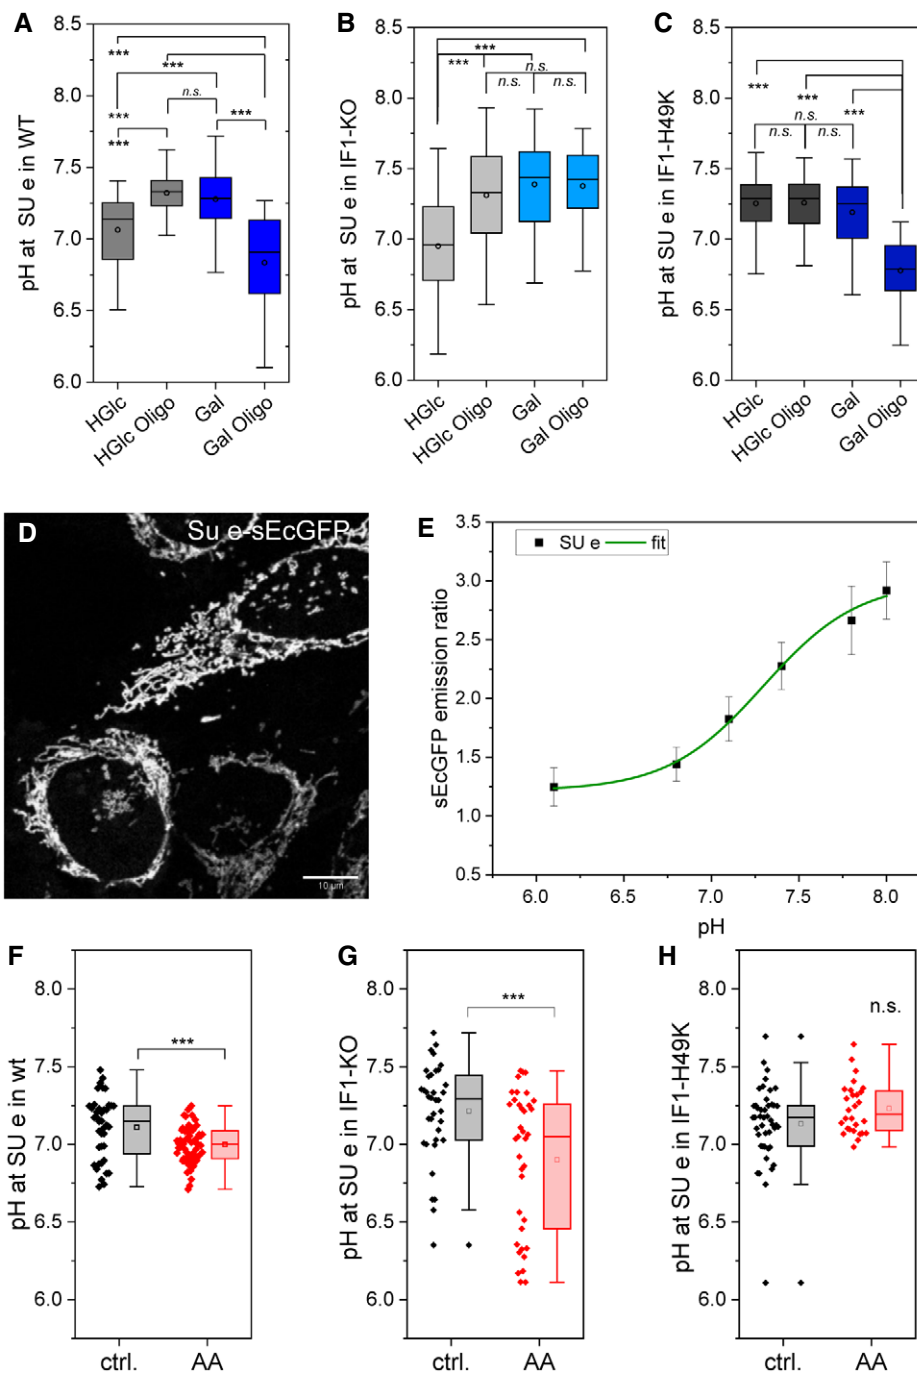 A
pH at SU e in WT
8.5
8.0
7.5
7.0
6.5
6.0
***
***
n.s.
***
***
***
HGlc
HGlc Oligo
Gal
Gal Oligo
B
pH at SU e in IF1-KO
8.5
8.0
7.5
7.0
6.5
6.0
***
***
n.s.
n.s.
n.s.
HGlc
HGlc Oligo
Gal
Gal Oligo
C
pH at SU e in IF1-H49K
8.5
8.0
7.5
7.0
6.5
6.0
***
***
***
n.s.
n.s.
n.s.
HGlc
HGlc Oligo
Gal
Gal Oligo
D
Su e-sEcGFP
10 µm
E
sEcGFP emission ratio
3.5
3.0
2.5
2.0
1.5
1.0
0.5
SU e
fit
6.0
6.5
7.0
7.5
8.0
pH
F
pH at SU e in wt
8.0
7.5
7.0
6.5
6.0
***
ctrl.
AA
G
pH at SU e in IF1-KO
8.0
7.5
7.0
6.5
6.0
***
ctrl.
AA
H
pH at SU e in IF1-H49K
8.0
7.5
7.0
6.5
6.0
n.s.
ctrl.
AA